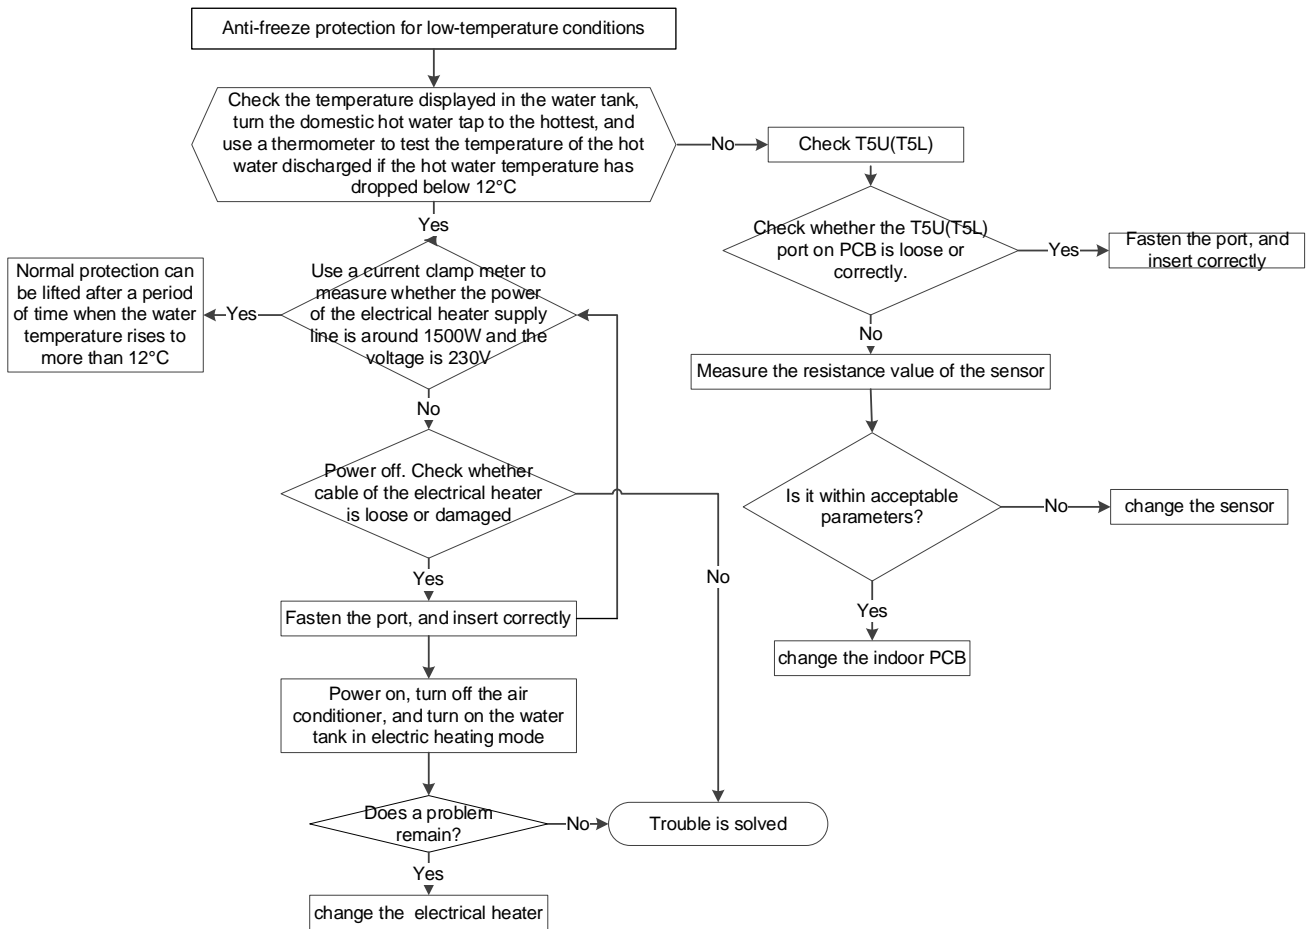 Anti-freeze protection for low-temperature conditions
Check the temperature displayed in the water tank,
turn the domestic hot water tap to the hottest, and
use a thermometer to test the temperature of the hot
water discharged if the hot water temperature has
dropped below 12°C
No
Check T5U(T5L)
Yes
Check whether the T5U(T5L)
port on PCB is loose or
correctly.
Yes
Fasten the port, and
insert correctly
Normal protection can
be lifted after a period
of time when the water
temperature rises to
more than 12°C
Yes
Use a current clamp meter to
measure whether the power
of the electrical heater supply
line is around 1500W and the
voltage is 230V
No
Measure the resistance value of the sensor
No
Power off. Check whether
cable of the electrical heater
is loose or damaged
Is it within acceptable
parameters?
No
change the sensor
Yes
No
Yes
Fasten the port, and insert correctly
change the indoor PCB
Power on, turn off the air
conditioner, and turn on the water
tank in electric heating mode
Does a problem
remain?
No
Trouble is solved
Yes
change the  electrical heater